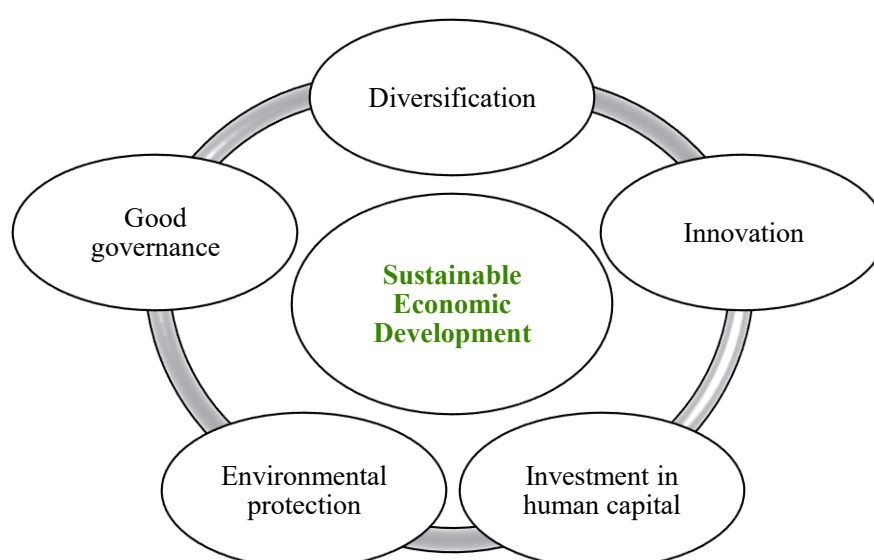 Diversification
Good
governance
Innovation
Sustainable
Economic
Development
Environmental
protection
Investment in
human capital